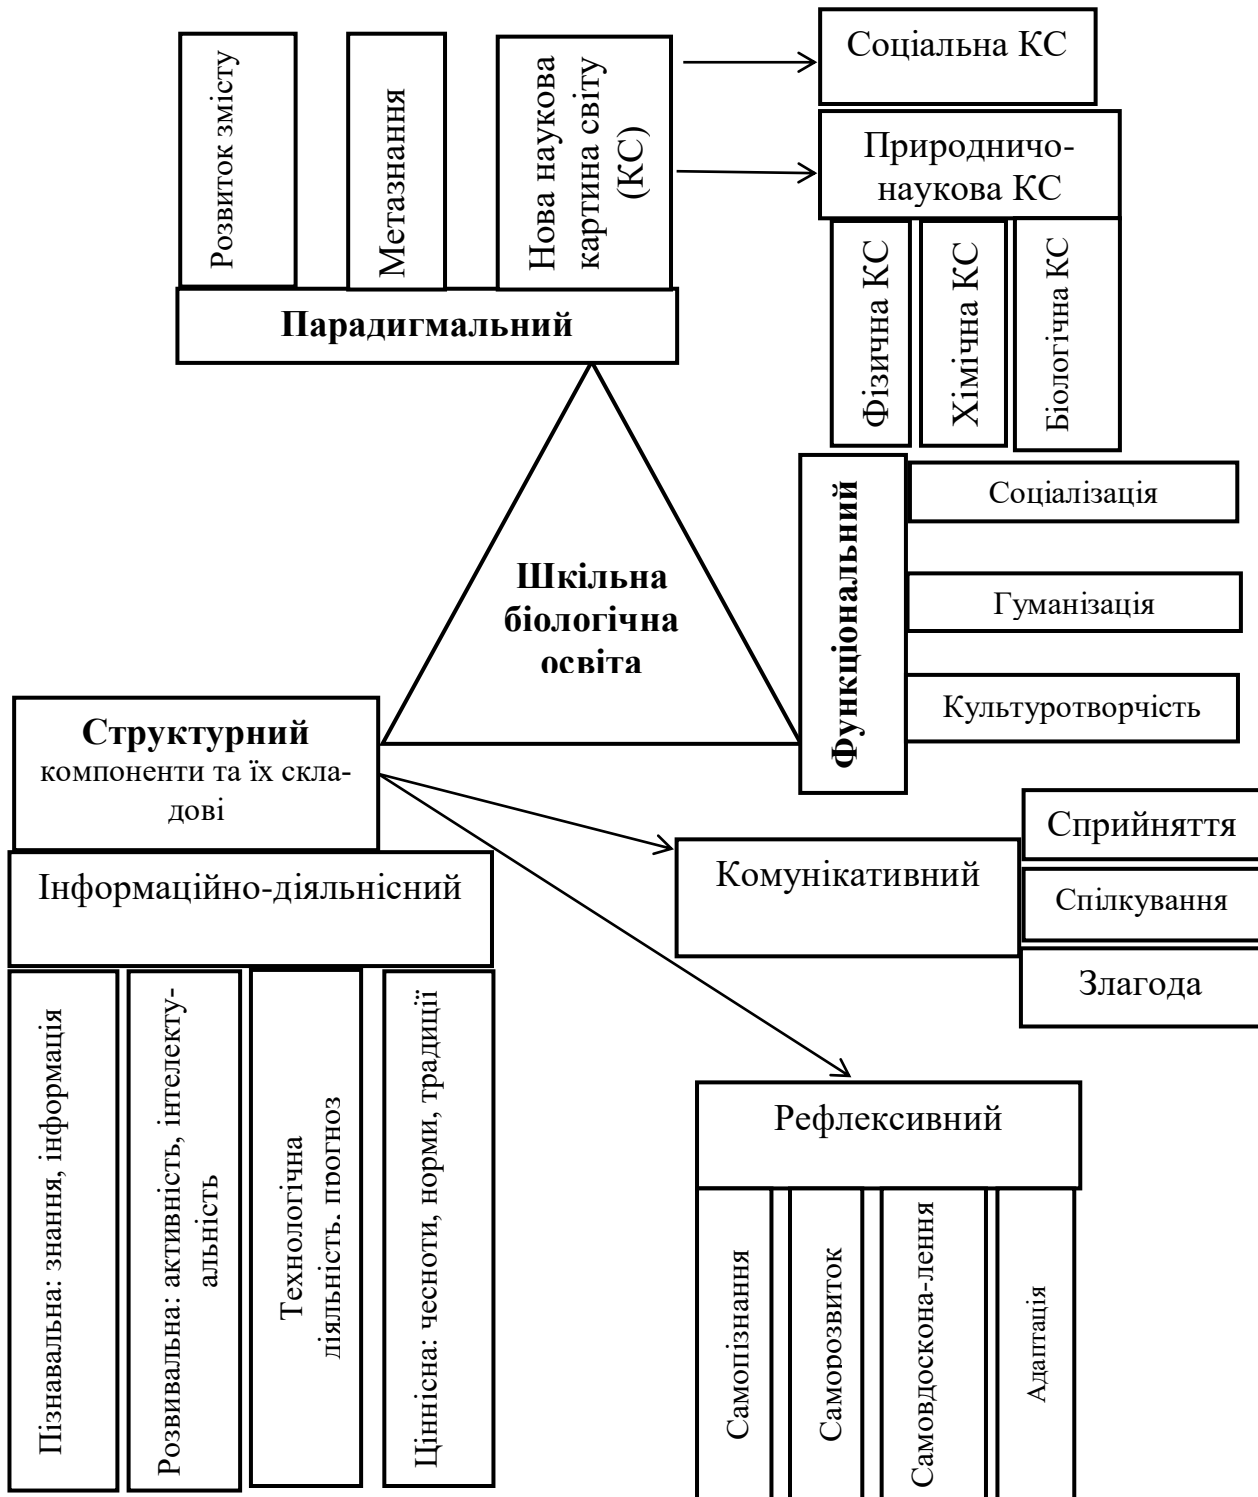 Розвиток змісту
Метазнання
Нова наукова
картина світу
(КС)
Соціальна КС
Природничо-
наукова КС
Фізична КС
Хімічна КС
Біологічна КС
Парадигмальний
Шкільна
біологічна
освіта
Функціональний
Соціалізація
Гуманізація
Культуротворчість
Структурний
компоненти та їх скла-
дові
Інформаційно-діяльнісний
Пізнавальна: знання, інформація
Розвивальна: активність, інтелекту-
альність
Технологічна
діяльність, прогноз
Ціннісна: чесноти, норми, традиції
Комунікативний
Сприйняття
Спілкування
Злагода
Рефлексивний
Самопізнання
Саморозвиток
Самовдоскона-лення
Адаптація